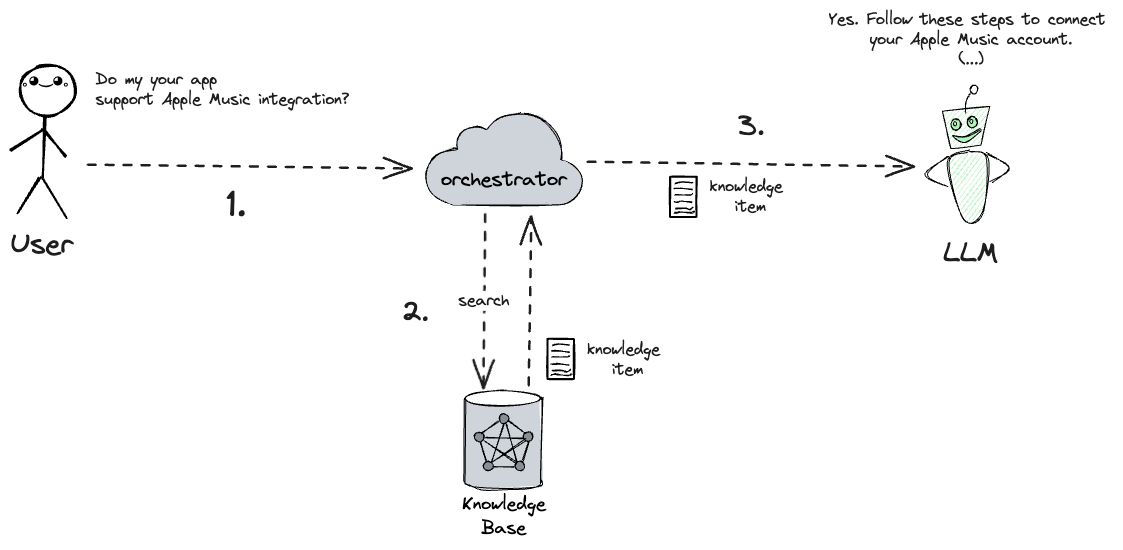 Yes. Follow these steps to connect
your Apple Music account.
(...)
Do my your app
support Apple Music integration?
3.
orchestrator
knowledge
item
1.
User
LLM
search
2.
knowledge
item
Knowledge
Base